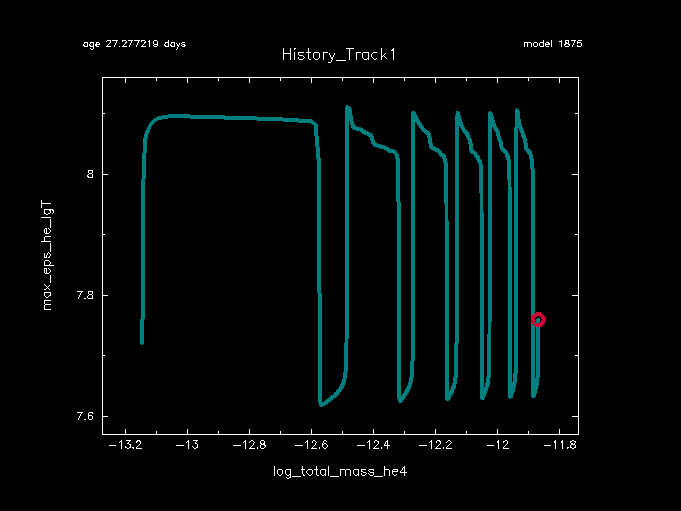 age 27.277219 days
model 1875
History_Track1
8
7.8
7.6
max_eps_he_lgT
−13.2 −13 −12.8 −12.6 −12.4 −12.2 −12 −11.8
log_total_mass_he4